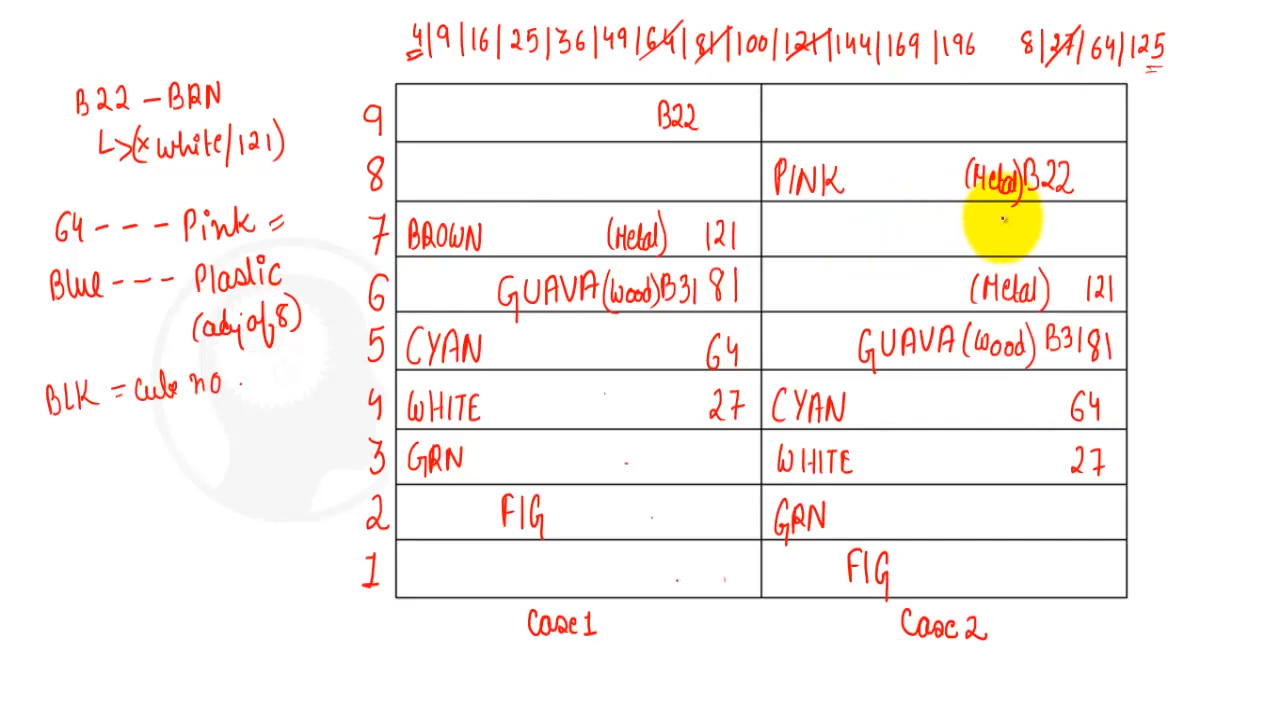 4|9|16|25|36|49|64|81|100|121|144|169|196 8|27|64|125
B22 - BRN
L>(x white/121)
64 --- Pink =
Blue --- Plastic
(adj of 8)
BLK = cube no.
9 B22
8 PINK (Metal) B22
7 BROWN (Metal) 121
6 GUAVA (Wood) B31 81 (Metal) 121
5 CYAN 64 GUAVA (Wood) B31 81
4 WHITE 27 CYAN 64
3 GRN WHITE 27
2 FIG GRN
1 FIG
Case 1 Case 2